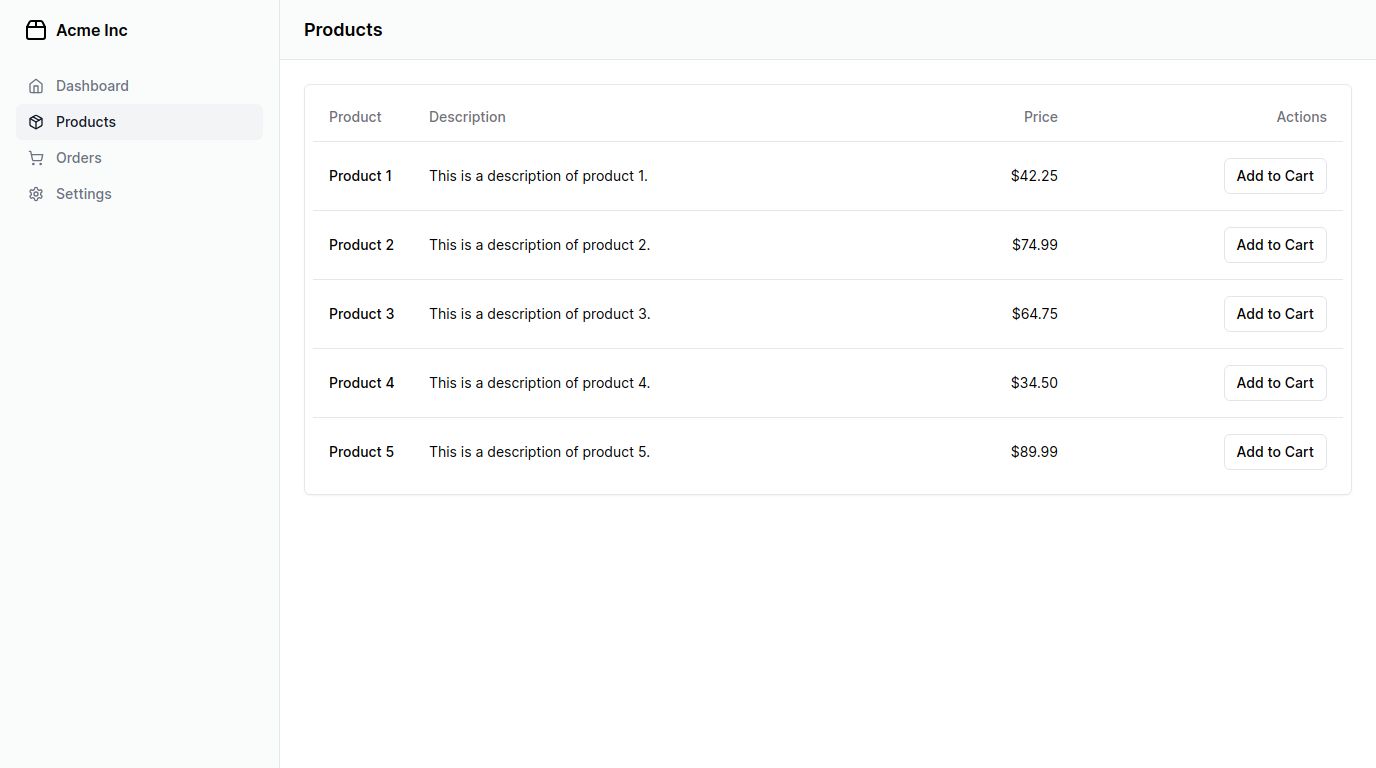 Acme Inc
Products
Dashboard
Products
Orders
Settings
Product Description Price Actions
Product 1 This is a description of product 1. $42.25 Add to Cart
Product 2 This is a description of product 2. $74.99 Add to Cart
Product 3 This is a description of product 3. $64.75 Add to Cart
Product 4 This is a description of product 4. $34.50 Add to Cart
Product 5 This is a description of product 5. $89.99 Add to Cart